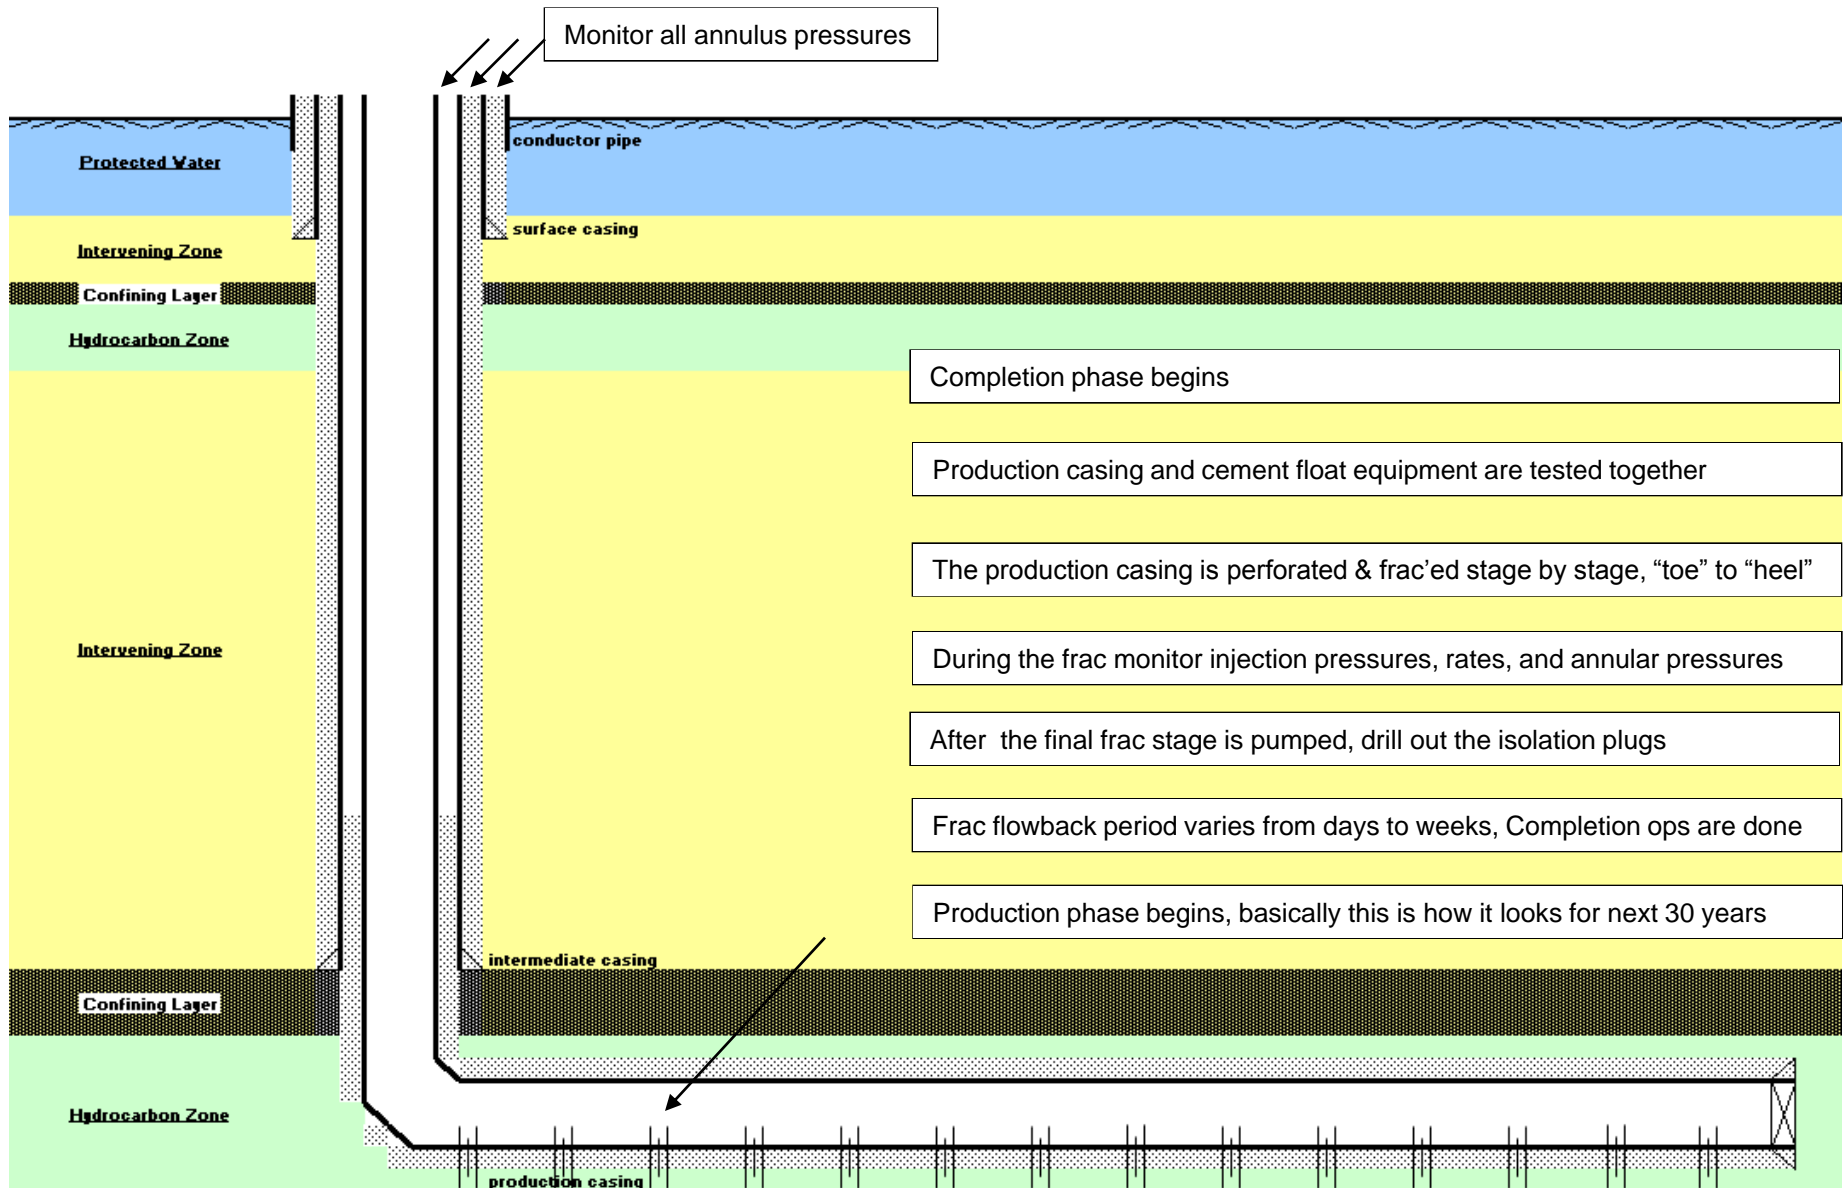 Monitor all annulus pressures
conductor pipe
Protected Water
surface casing
Intervening Zone
Confining Layer
Hydrocarbon Zone
Completion phase begins
Production casing and cement float equipment are tested together
The production casing is perforated & frac’ed stage by stage, “toe” to “heel”
Intervening Zone
During the frac monitor injection pressures, rates, and annular pressures
After the final frac stage is pumped, drill out the isolation plugs
Frac flowback period varies from days to weeks, Completion ops are done
Production phase begins, basically this is how it looks for next 30 years
intermediate casing
Confining Layer
Hydrocarbon Zone
production casing